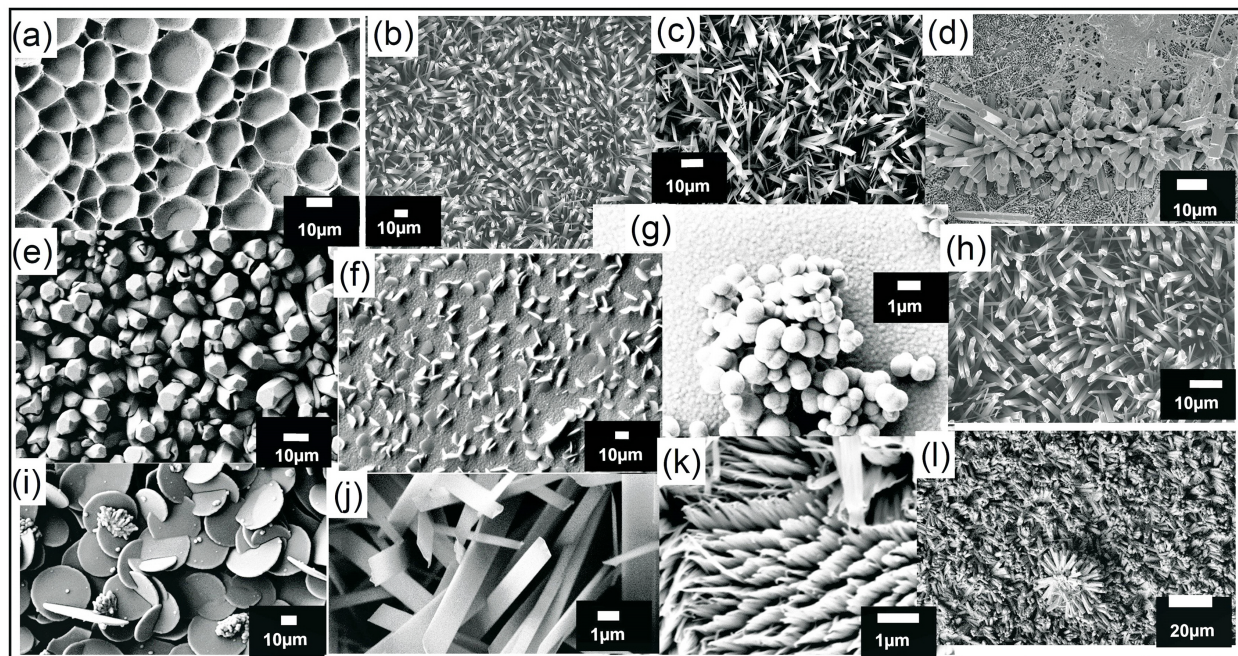 (a)
10µm
(b)
10µm
(c)
10µm
(d)
10µm
(e)
10µm
(f)
10µm
(g)
1µm
(h)
10µm
(i)
10µm
(j)
1µm
(k)
1µm
(l)
20µm